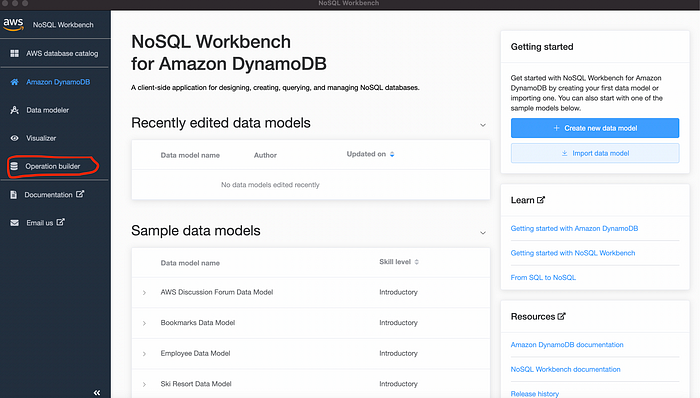 NoSQL Workbench
aws
NoSQL Workbench
AWS database catalog
Amazon DynamoDB
Data modeler
Visualizer
Operation builder
Documentation
Email us
NoSQL Workbench
for Amazon DynamoDB
A client-side application for designing, creating, querying, and managing NoSQL databases.
Recently edited data models
Data model name Author Updated on
No data models edited recently
Sample data models
Data model name Skill level
AWS Discussion Forum Data Model Introductory
Bookmarks Data Model Introductory
Employee Data Model Introductory
Ski Resort Data Model Introductory
Getting started
Get started with NoSQL Workbench for Amazon
DynamoDB by creating your first data model or
importing one. You can also start with one of the
sample models below.
Create new data model
Import data model
Learn
Getting started with Amazon DynamoDB
Getting started with NoSQL Workbench
From SQL to NoSQL
Resources
Amazon DynamoDB documentation
NoSQL Workbench documentation
Release history